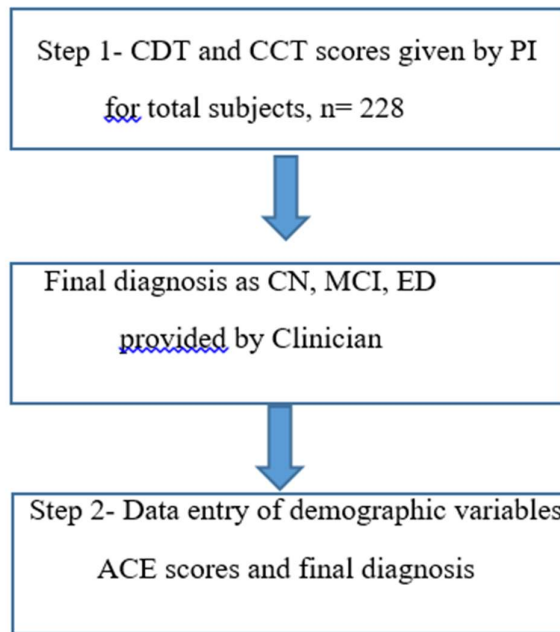 Step 1- CDT and CCT scores given by PI
for total subjects, n= 228
Final diagnosis as CN, MCI, ED
provided by Clinician
Step 2- Data entry of demographic variables
ACE scores and final diagnosis